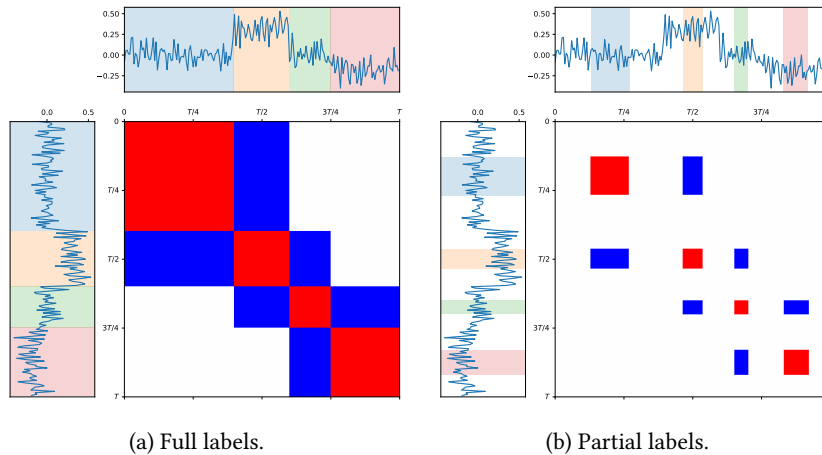 0.50
0.25
0.00
−0.25
0.50
0.25
0.00
−0.25
0.0 0.5
0 T/4 T/2 3T/4 T
0.0 0.5
T/4 T/2 3T/4
0
T/4
T/2
3T/4
T
0
T/4
T/2
3T/4
T
(a) Full labels.
(b) Partial labels.